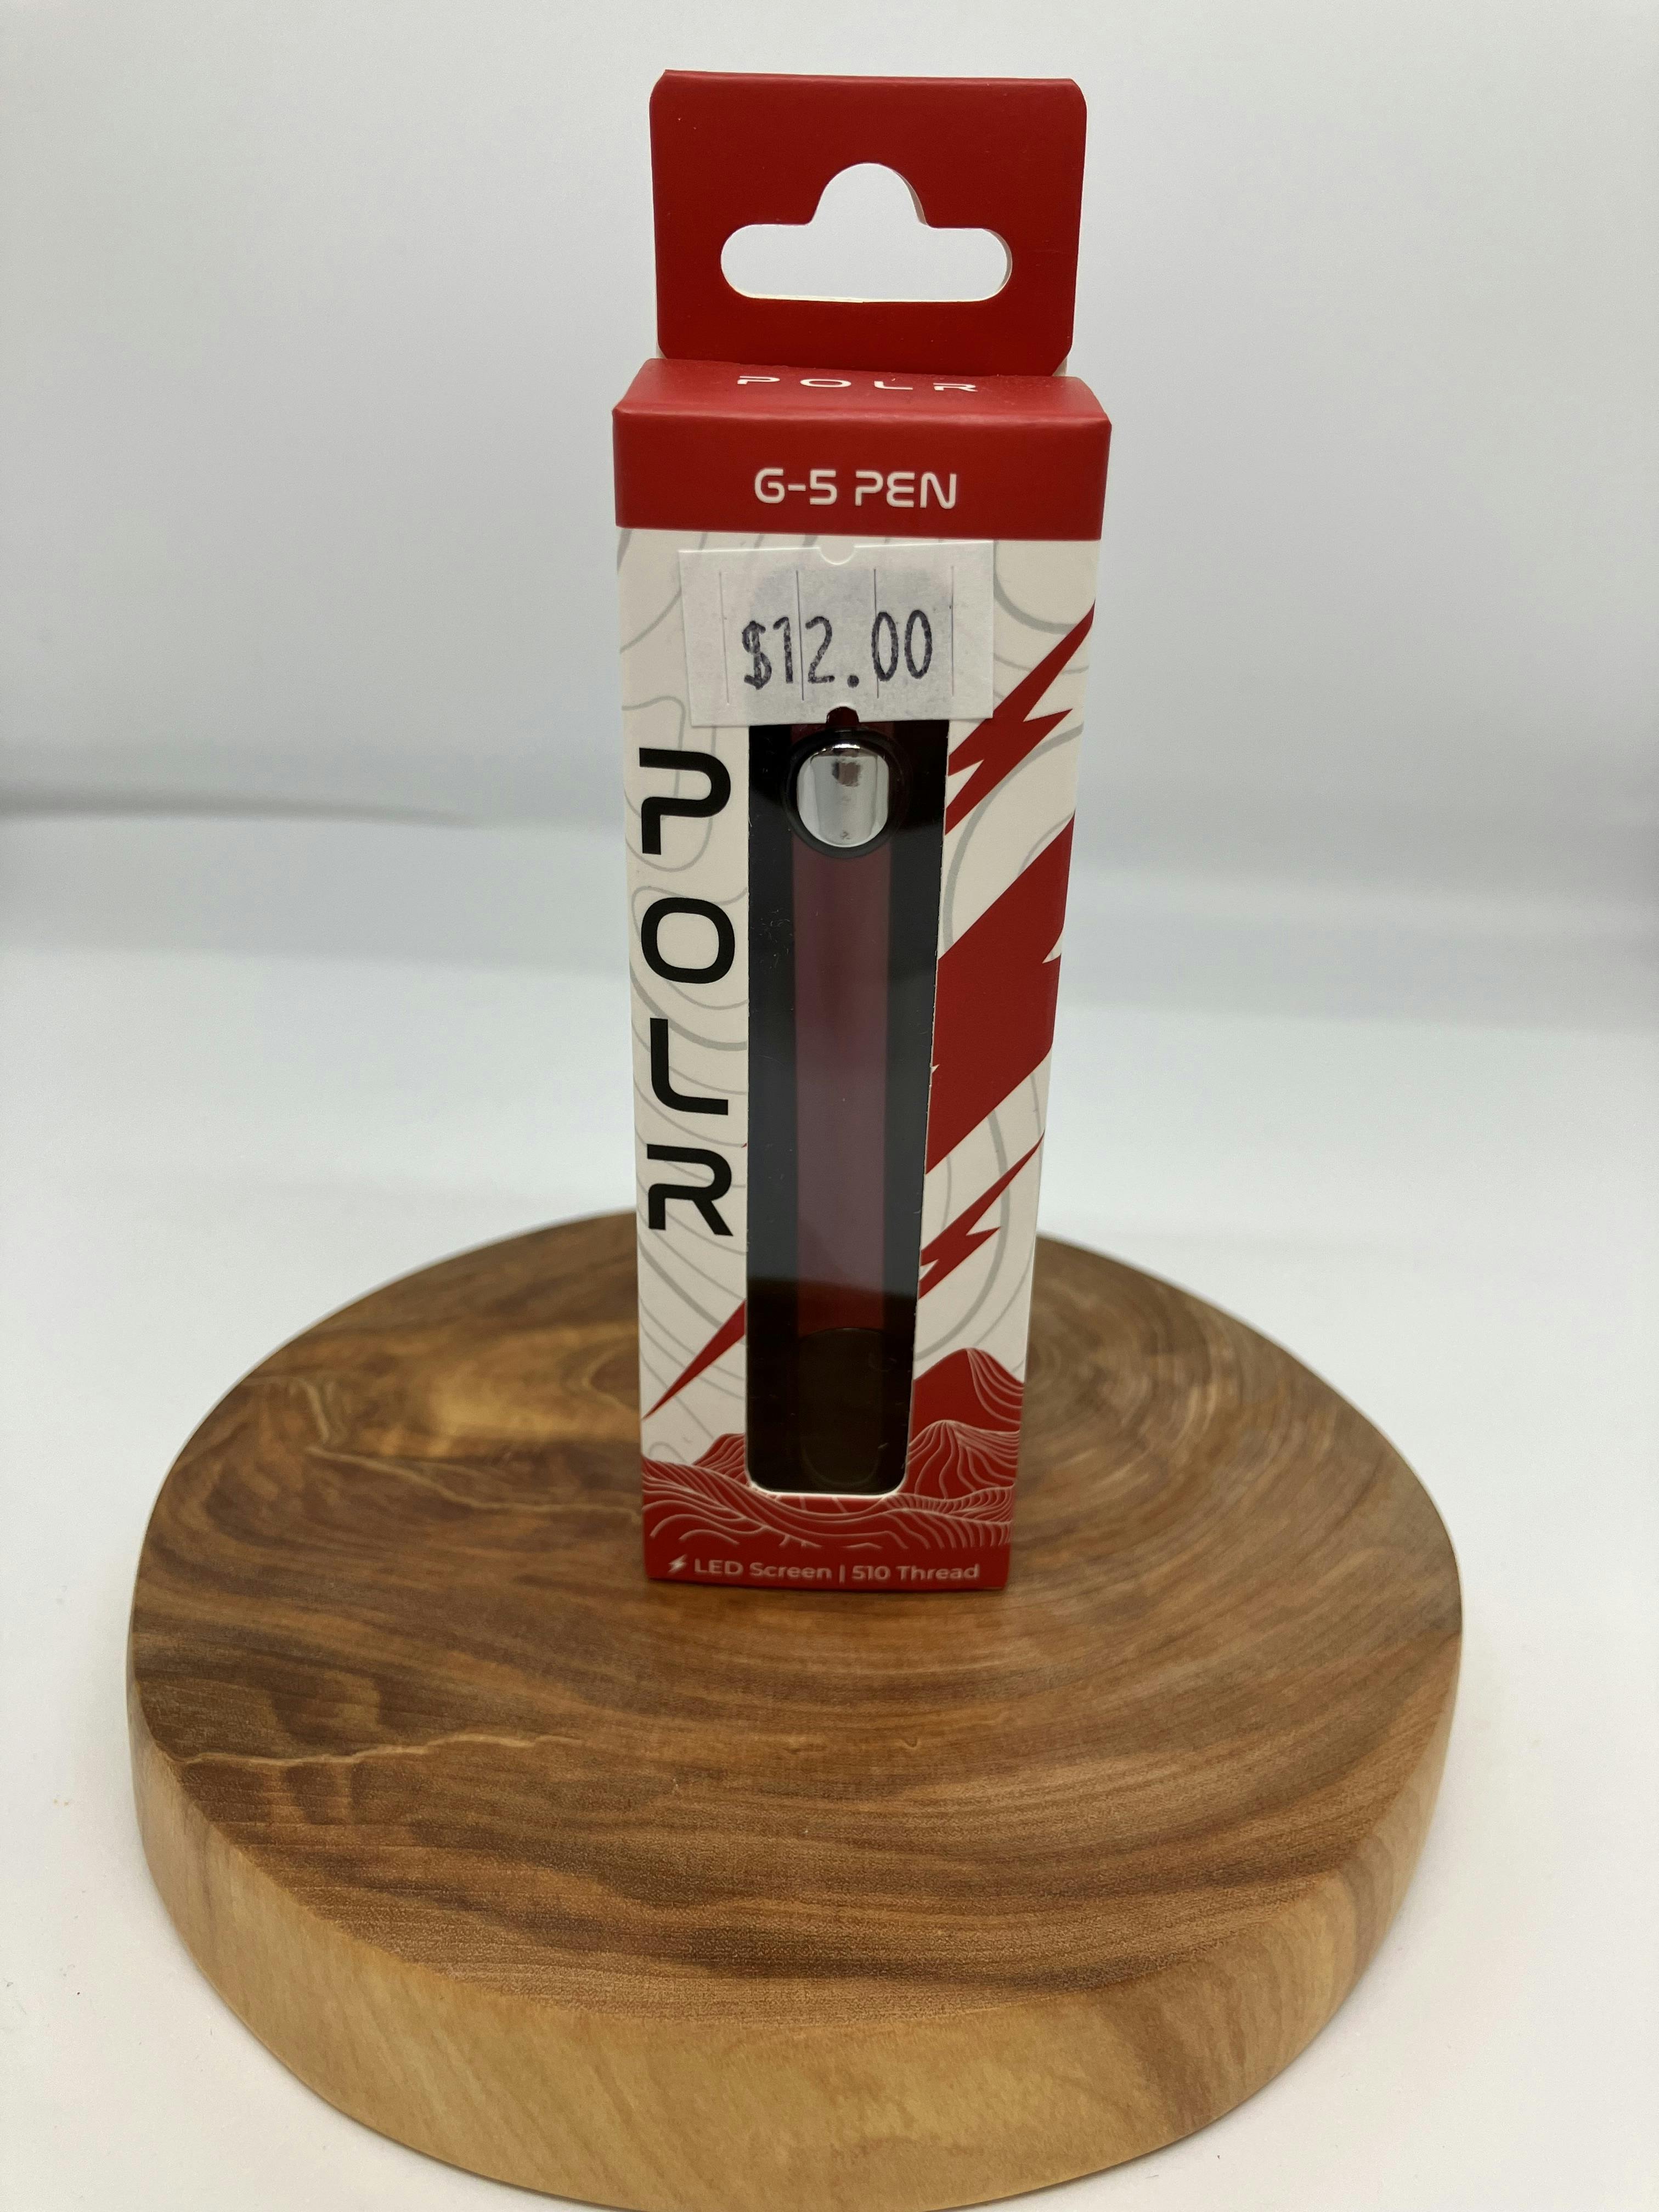 POLR
G-5 PEN
$12.00
POLR
LED Screen | 510 Thread